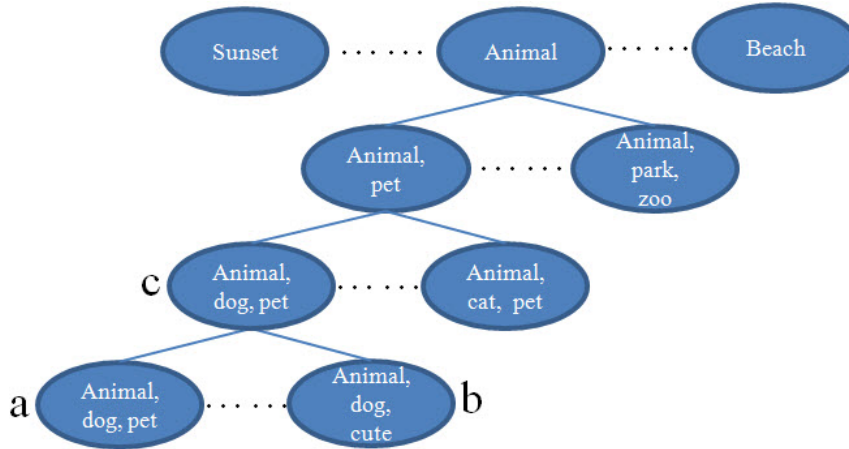 Sunset
Animal
Beach
Animal,
pet
Animal,
park,
zoo
c
Animal,
dog, pet
Animal,
cat, pet
a
Animal,
dog, pet
Animal,
dog,
cute
b